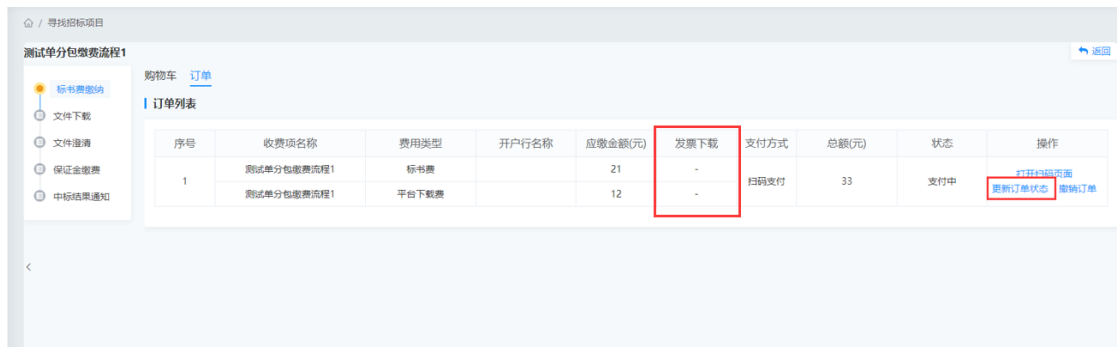 / 寻找招标项目
测试单分包缴费流程1
返回
标书费缴纳
文件下载
文件澄清
保证金缴费
中标结果通知
购物车 订单
订单列表
序号 收费项名称 费用类型 开户行名称 应缴金额(元) 发票下载 支付方式 总额(元) 状态 操作
1 测试单分包缴费流程1 标书费 21 - 扫码支付 33 支付中 打开扫码页面
测试单分包缴费流程1 平台下载费 12 - 更新订单状态 撤销订单